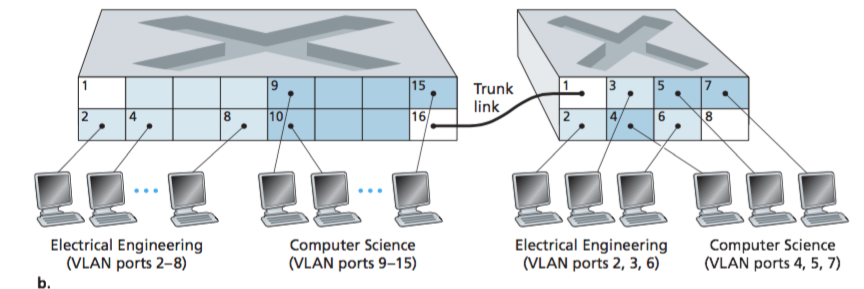 1 9 15
2 4 8 10 16
Trunk
link
1 3 5 7
2 4 6 8
Electrical Engineering
(VLAN ports 2–8)
Computer Science
(VLAN ports 9–15)
Electrical Engineering
(VLAN ports 2, 3, 6)
Computer Science
(VLAN ports 4, 5, 7)
b.